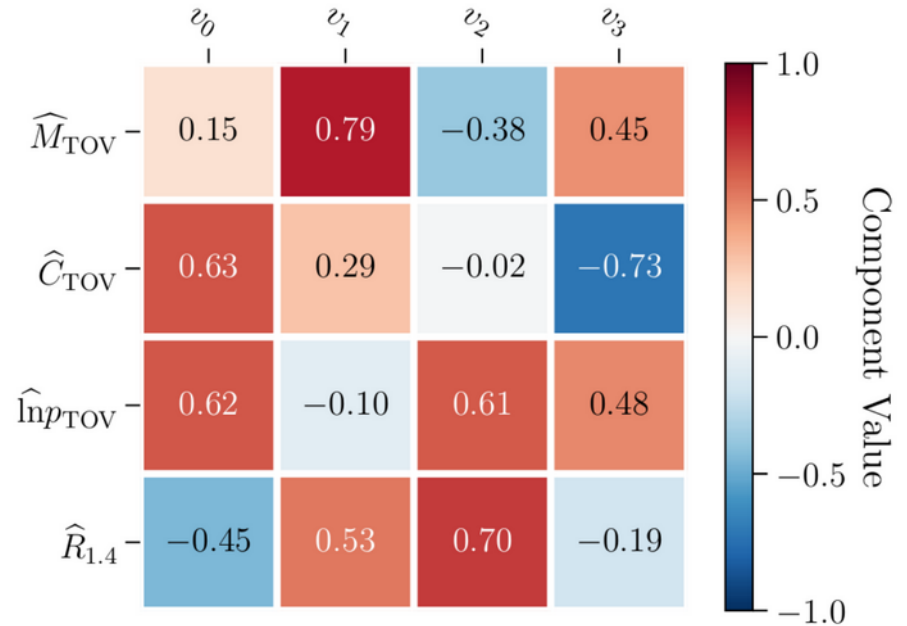 v₀ v₁ v₂ v₃
M̂_TOV 0.15 0.79 −0.38 0.45
Ĉ_TOV 0.63 0.29 −0.02 −0.73
l̂np_TOV 0.62 −0.10 0.61 0.48
R̂₁.₄ −0.45 0.53 0.70 −0.19
1.0
0.5
0.0
−0.5
−1.0
Component Value